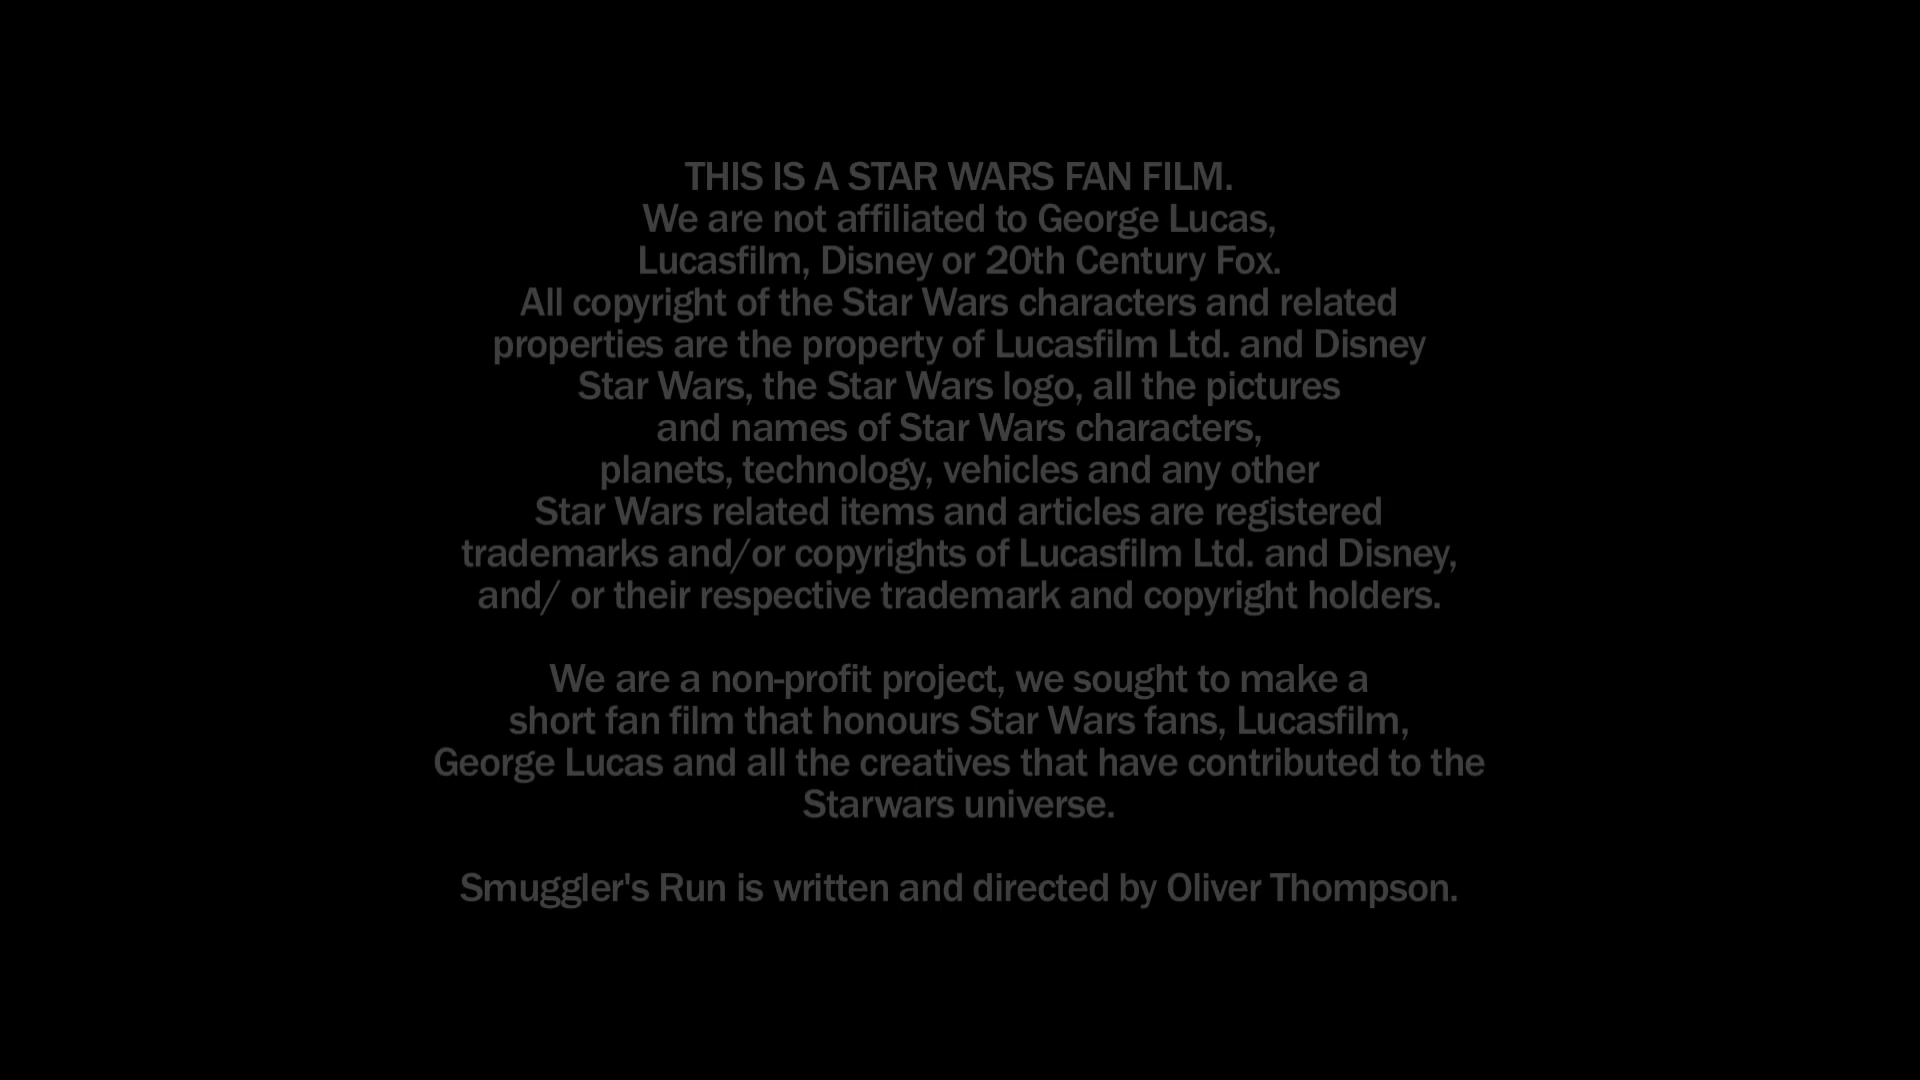 THIS IS A STAR WARS FAN FILM.
We are not affiliated to George Lucas,
Lucasfilm, Disney or 20th Century Fox.
All copyright of the Star Wars characters and related
properties are the property of Lucasfilm Ltd. and Disney
Star Wars, the Star Wars logo, all the pictures
and names of Star Wars characters,
planets, technology, vehicles and any other
Star Wars related items and articles are registered
trademarks and/or copyrights of Lucasfilm Ltd. and Disney,
and/ or their respective trademark and copyright holders.
We are a non-profit project, we sought to make a
short fan film that honours Star Wars fans, Lucasfilm,
George Lucas and all the creatives that have contributed to the
Starwars universe.
Smuggler's Run is written and directed by Oliver Thompson.